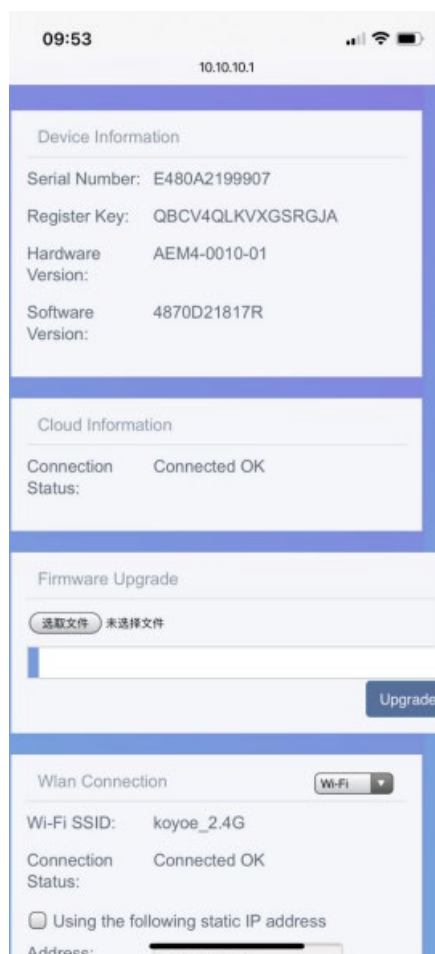 09:53
10.10.10.1
Device Information
Serial Number: E480A2199907
Register Key: QBCV4QLKVXGSRGJA
Hardware Version: AEM4-0010-01
Software Version: 4870D21817R
Cloud Information
Connection Status: Connected OK
Firmware Upgrade
选取文件 未选择文件
Upgrade
Wlan Connection Wi-Fi
Wi-Fi SSID: koyoe_2.4G
Connection Status: Connected OK
Using the following static IP address
Address: